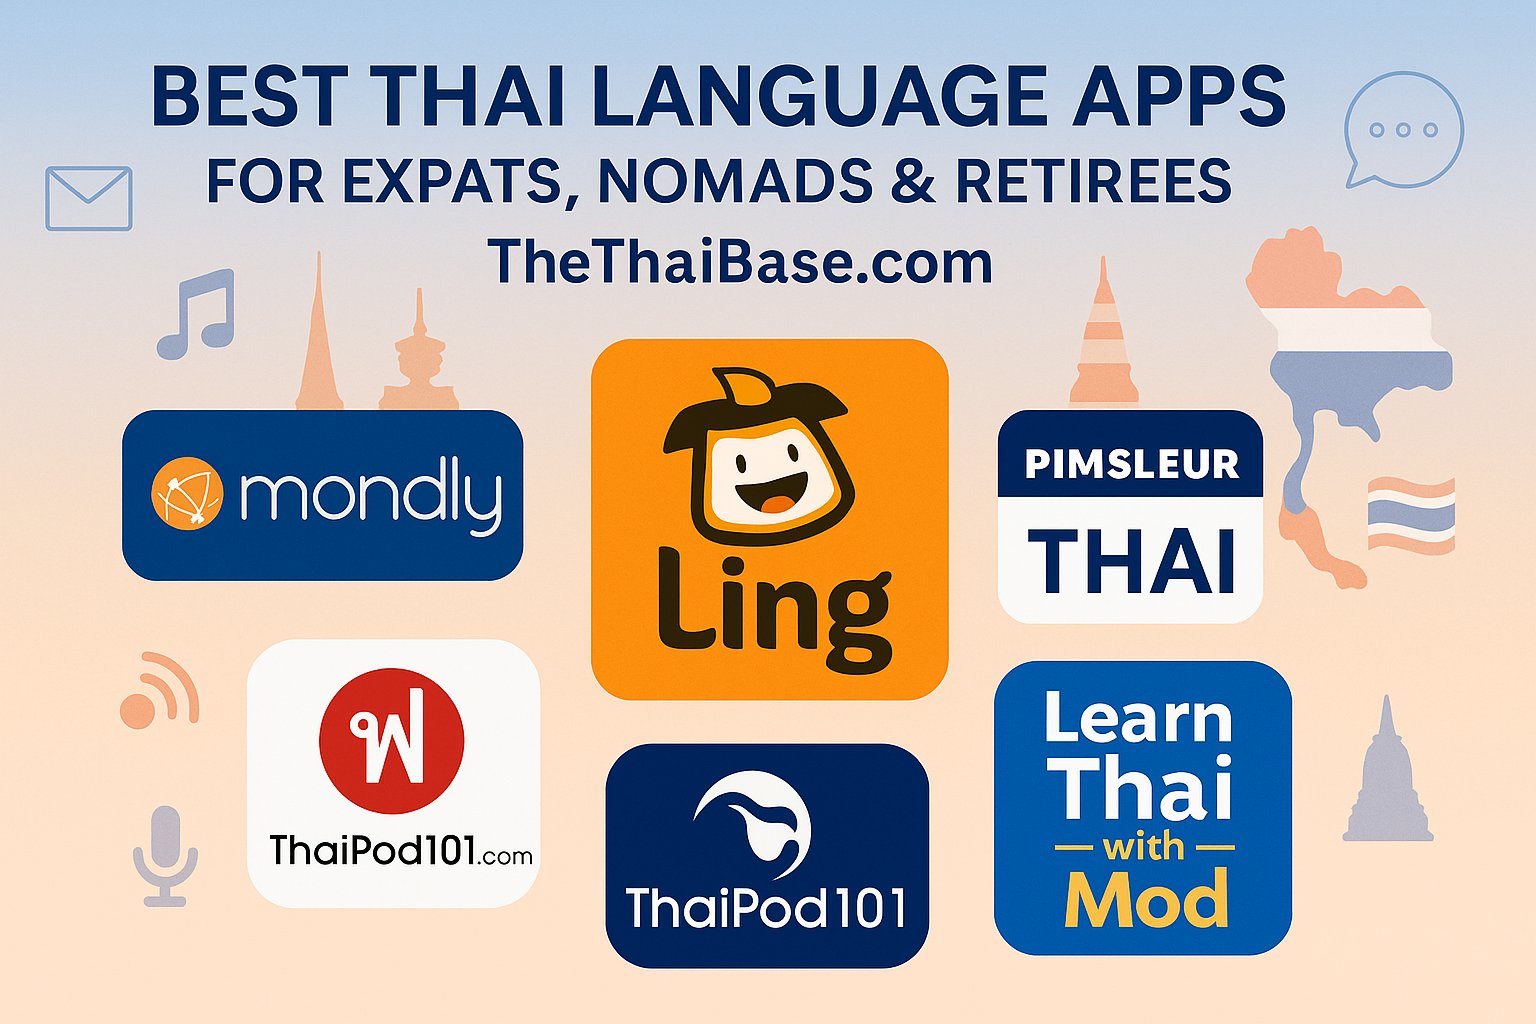 BEST THAI LANGUAGE APPS
FOR EXPATS, NOMADS & RETIREES
TheThaiBase.com
mondly
Ling
PIMSLEUR
THAI
ฟ
ThaiPod101.com
ThaiPod101
Learn
Thai
with
Mod